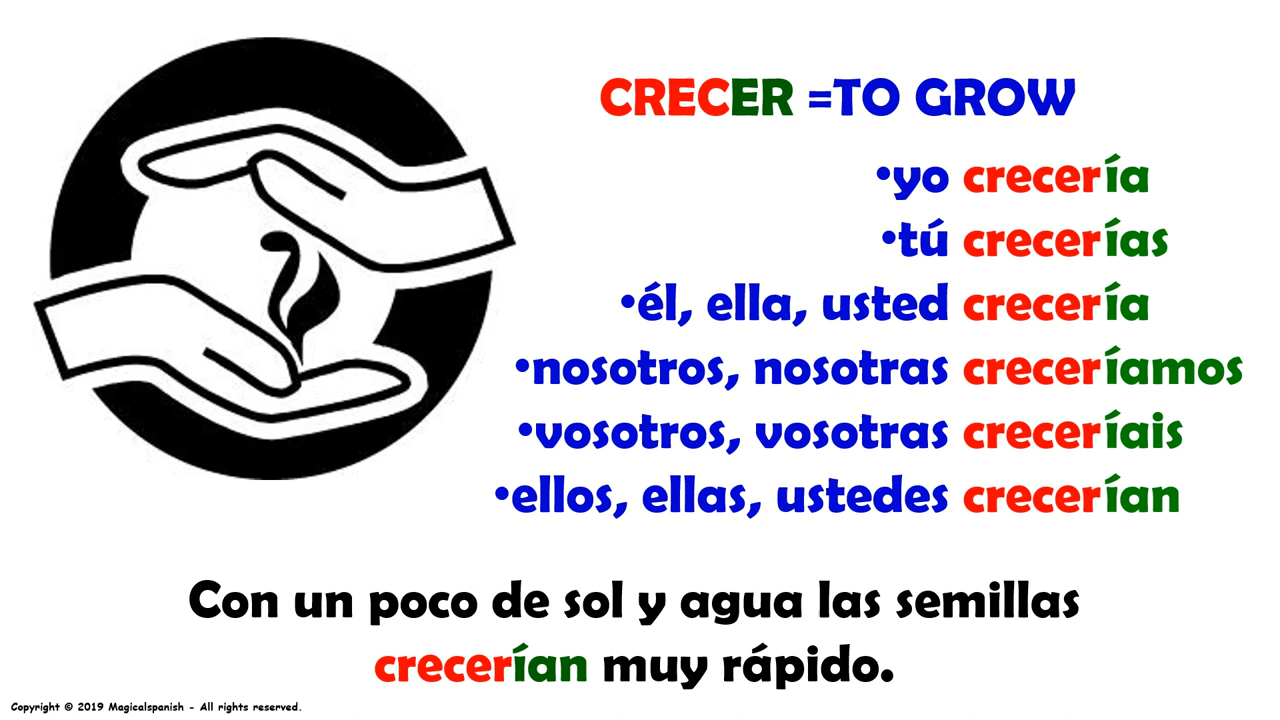 CRECER =TO GROW
•yo crecería
•tú crecerías
•él, ella, usted crecería
•nosotros, nosotras creceríamos
•vosotros, vosotras creceríais
•ellos, ellas, ustedes crecerían
Con un poco de sol y agua las semillas
crecerían muy rápido.
Copyright © 2019 Magicalspanish - All rights reserved.